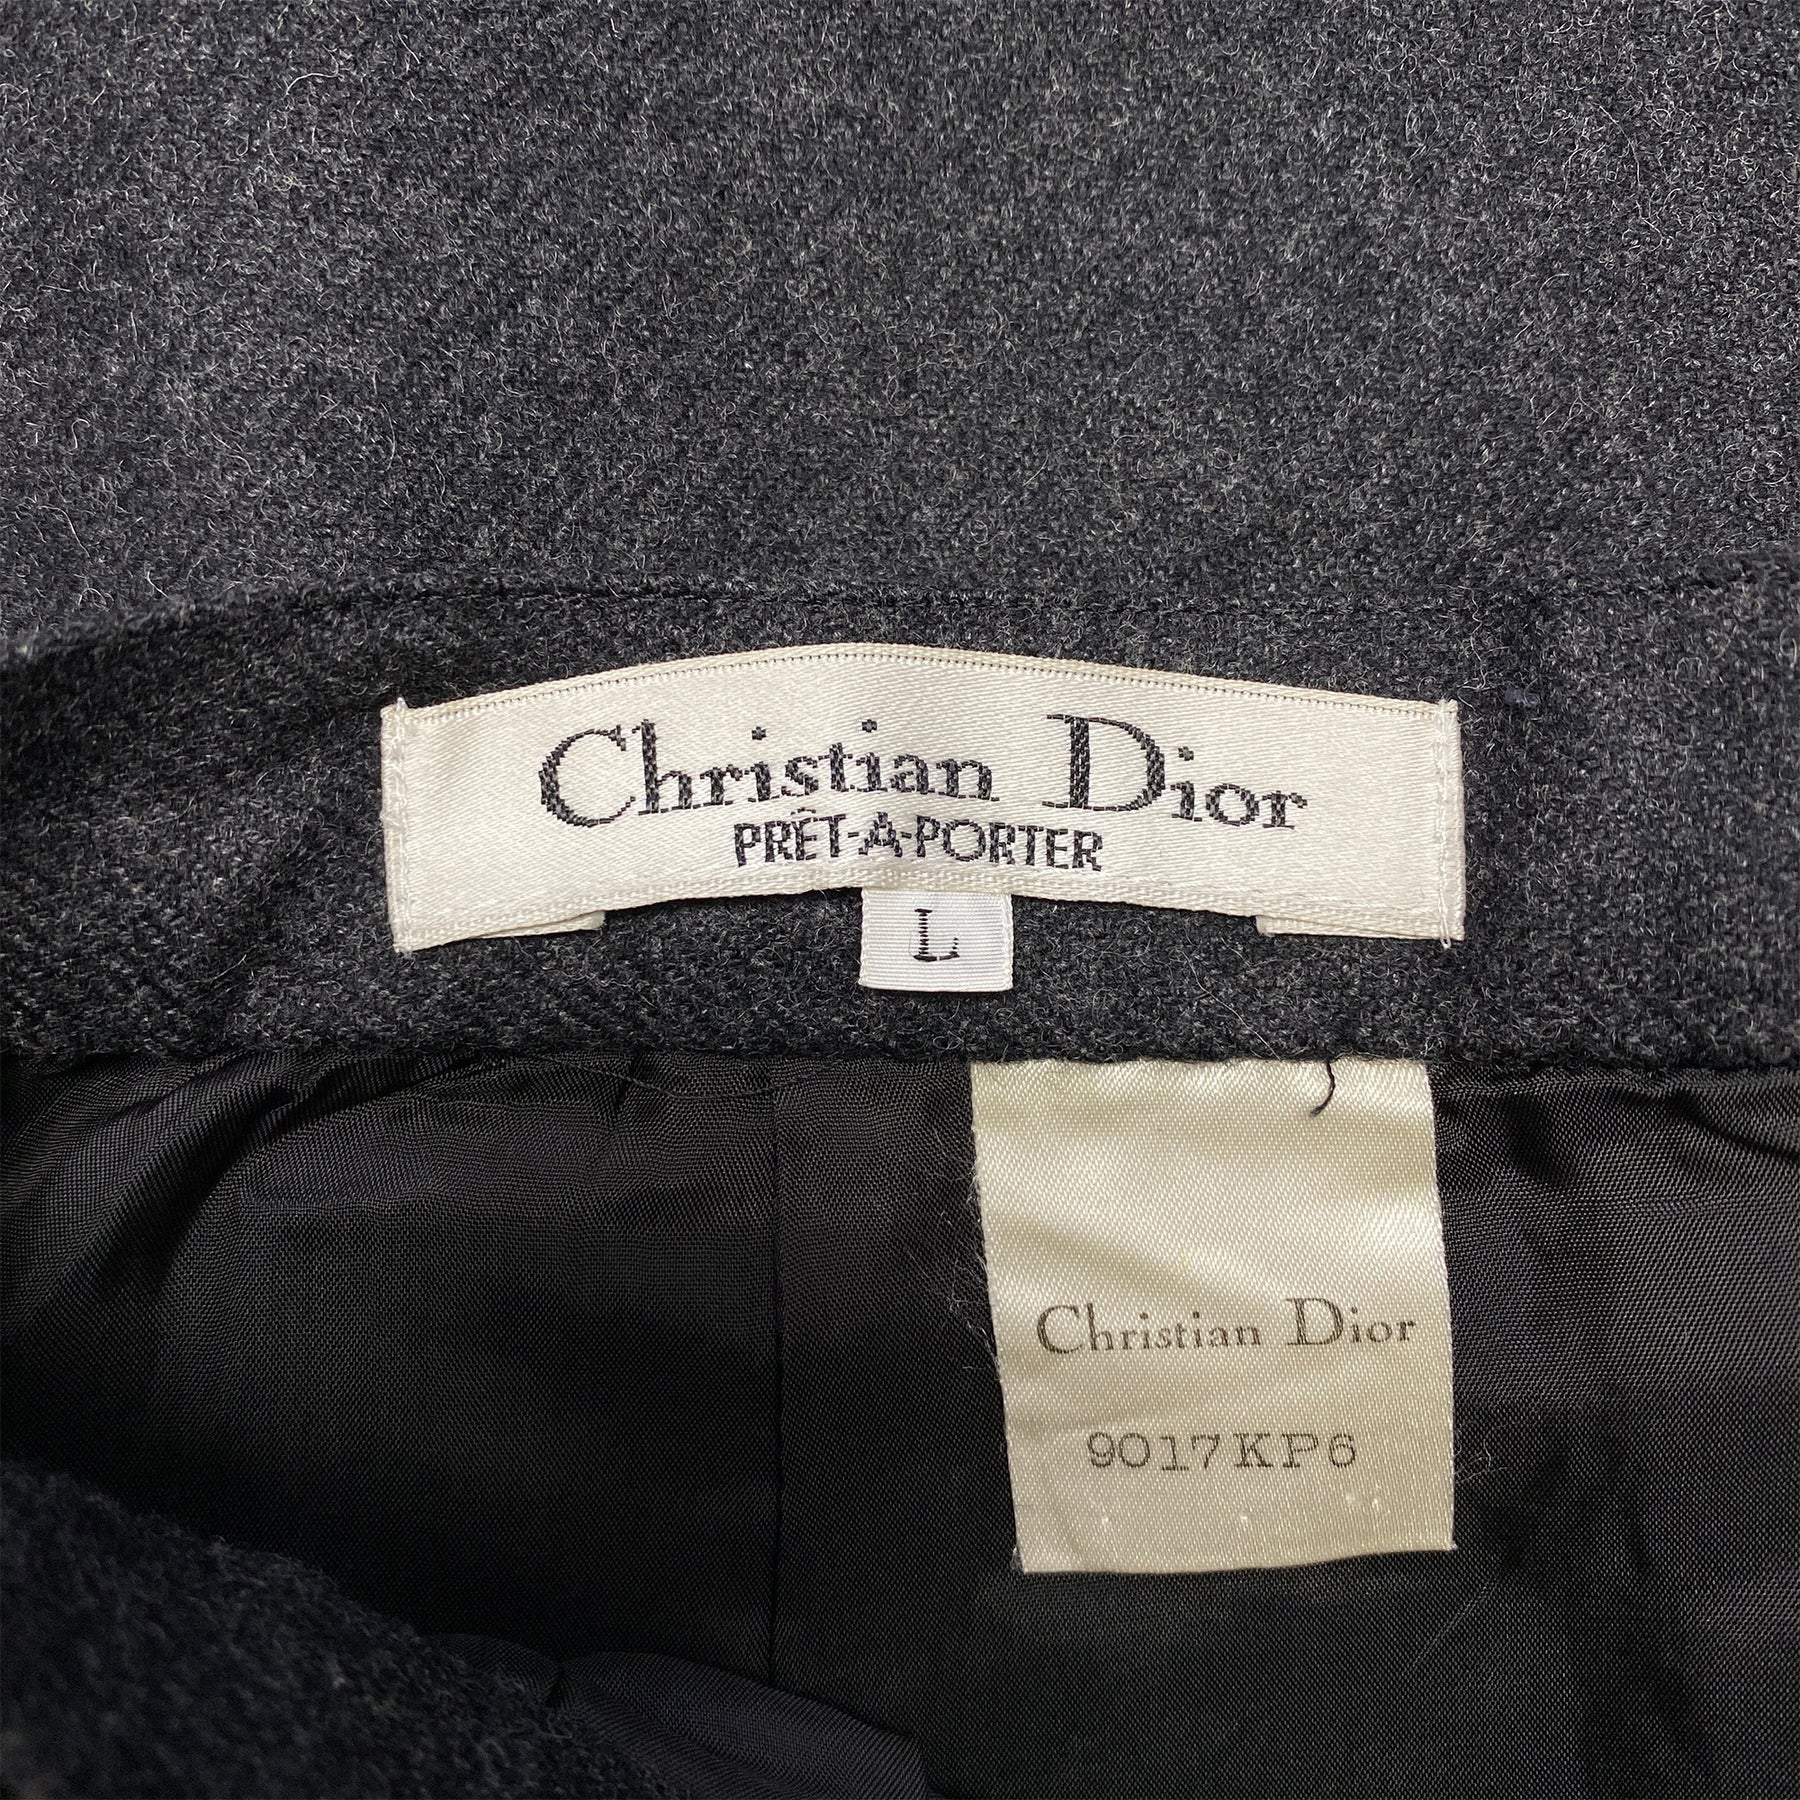 Christian Dior
PRÊT-À-PORTER
L
Christian Dior
9017KP6